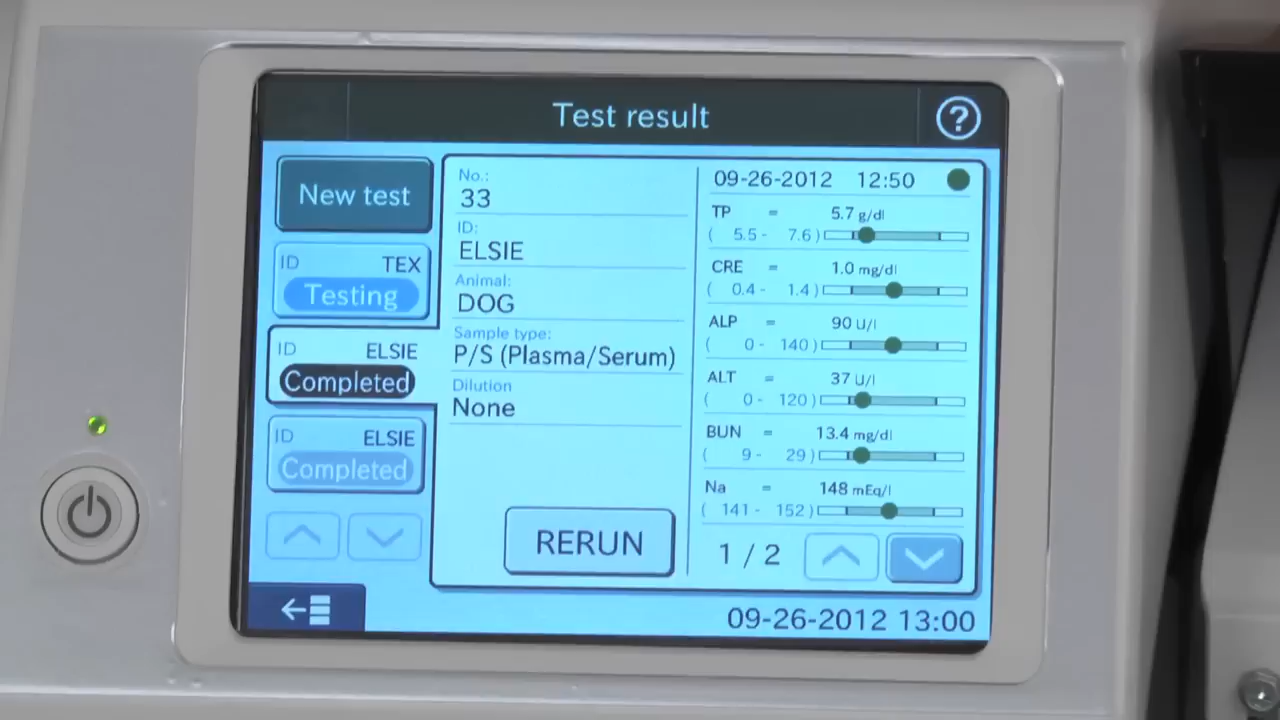 Test result
?
New test
ID TEX
Testing
ID ELSIE
Completed
ID ELSIE
Completed
No.:
33
ID:
ELSIE
Animal:
DOG
Sample type:
P/S (Plasma/Serum)
Dilution
None
RERUN
09-26-2012 12:50
TP = 5.7 g/dl
( 5.5 - 7.6 )
CRE = 1.0 mg/dl
( 0.4 - 1.4 )
ALP = 90 U/l
( 0 - 140 )
ALT = 37 U/l
( 0 - 120 )
BUN = 13.4 mg/dl
( 9 - 29 )
Na = 148 mEq/l
( 141 - 152 )
1 / 2
09-26-2012 13:00